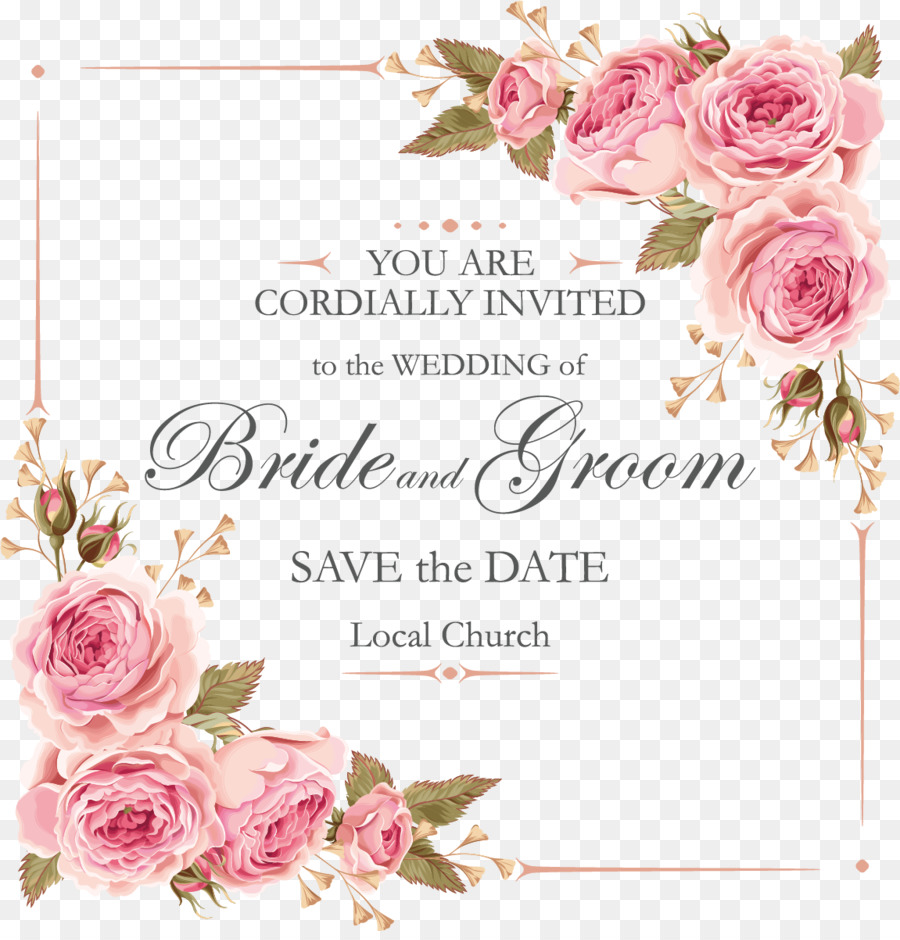 YOU ARE
CORDIALLY INVITED
to the WEDDING of
Bride and Groom
SAVE the DATE
Local Church